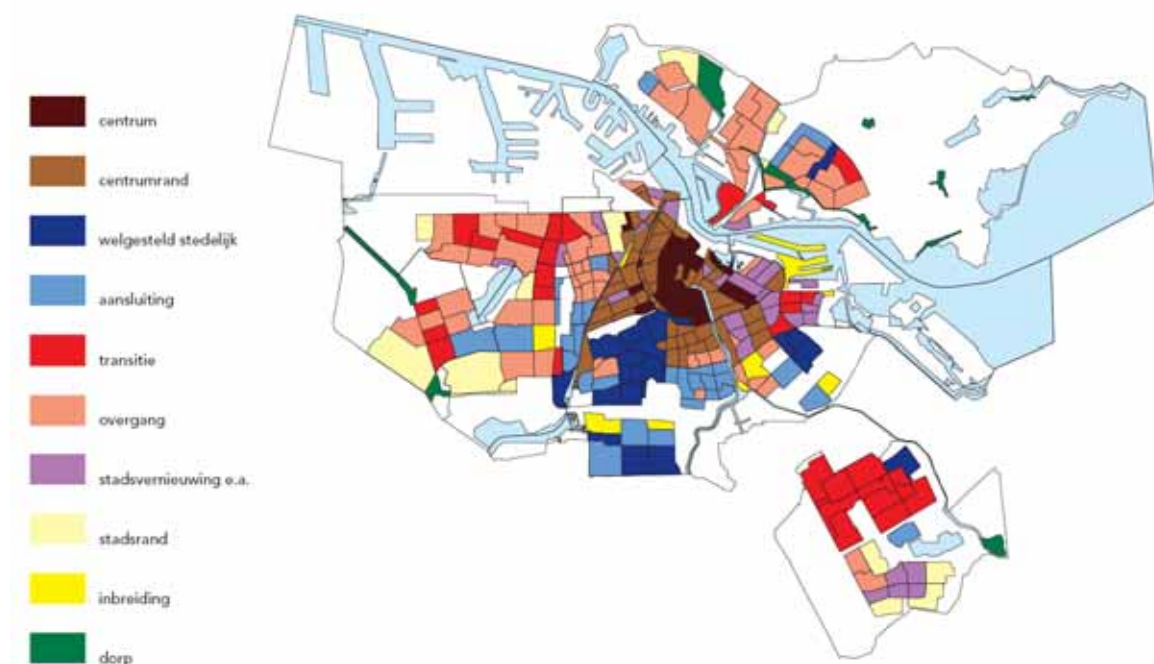 centrum
centrumrand
welgesteld stedelijk
aansluiting
transitie
overgang
stadsvernieuwing e.a.
stadsrand
inbreiding
dorp